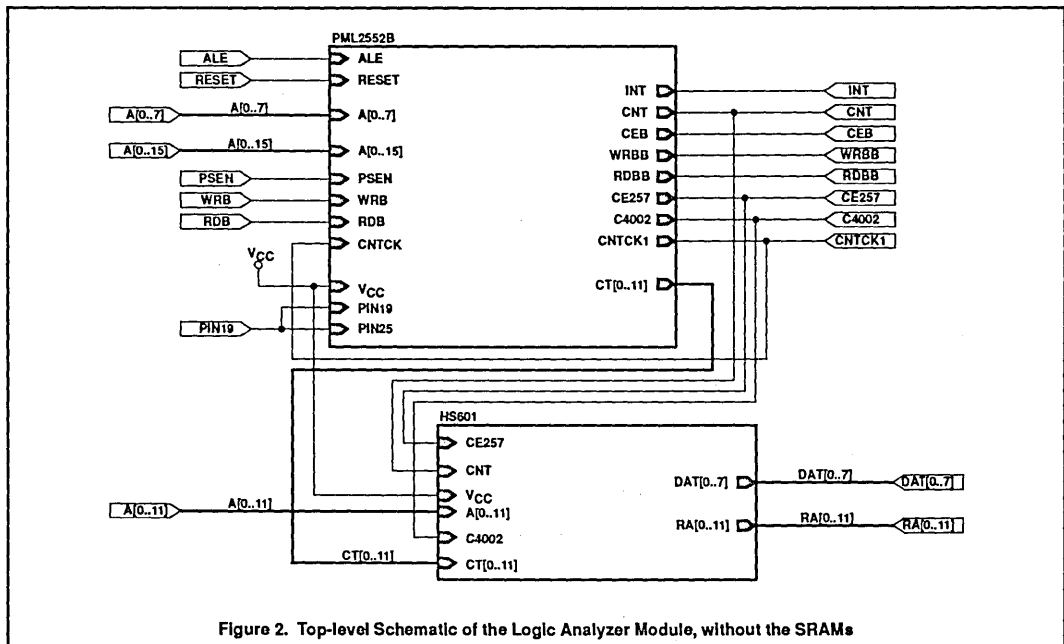 PML2552B
ALE
ALE
RESET
RESET
A[0..7]
A[0..7]
A[0..7]
A[0..15]
A[0..15]
A[0..15]
PSEN
PSEN
WRB
WRB
RDB
RDB
CNTCK
VCC
VCC
PIN19
PIN19
PIN25
INT
INT
CNT
CNT
CEB
CEB
WRBB
WRBB
RDBB
RDBB
CE257
CE257
C4002
C4002
CNTCK1
CNTCK1
CT[0..11]
HS601
CE257
CNT
VCC
A[0..11]
A[0..11]
A[0..11]
C4002
CT[0..11]
CT[0..11]
DAT[0..7]
DAT[0..7]
DAT[0..7]
RA[0..11]
RA[0..11]
RA[0..11]
Figure 2. Top-level Schematic of the Logic Analyzer Module, without the SRAMs